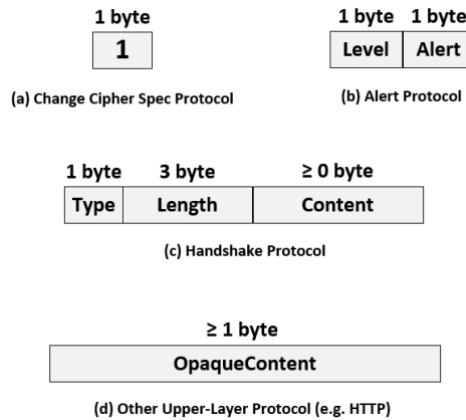 1 byte
1
(a) Change Cipher Spec Protocol
1 byte 1 byte
Level Alert
(b) Alert Protocol
1 byte 3 byte ≥ 0 byte
Type Length Content
(c) Handshake Protocol
≥ 1 byte
OpaqueContent
(d) Other Upper-Layer Protocol (e.g. HTTP)